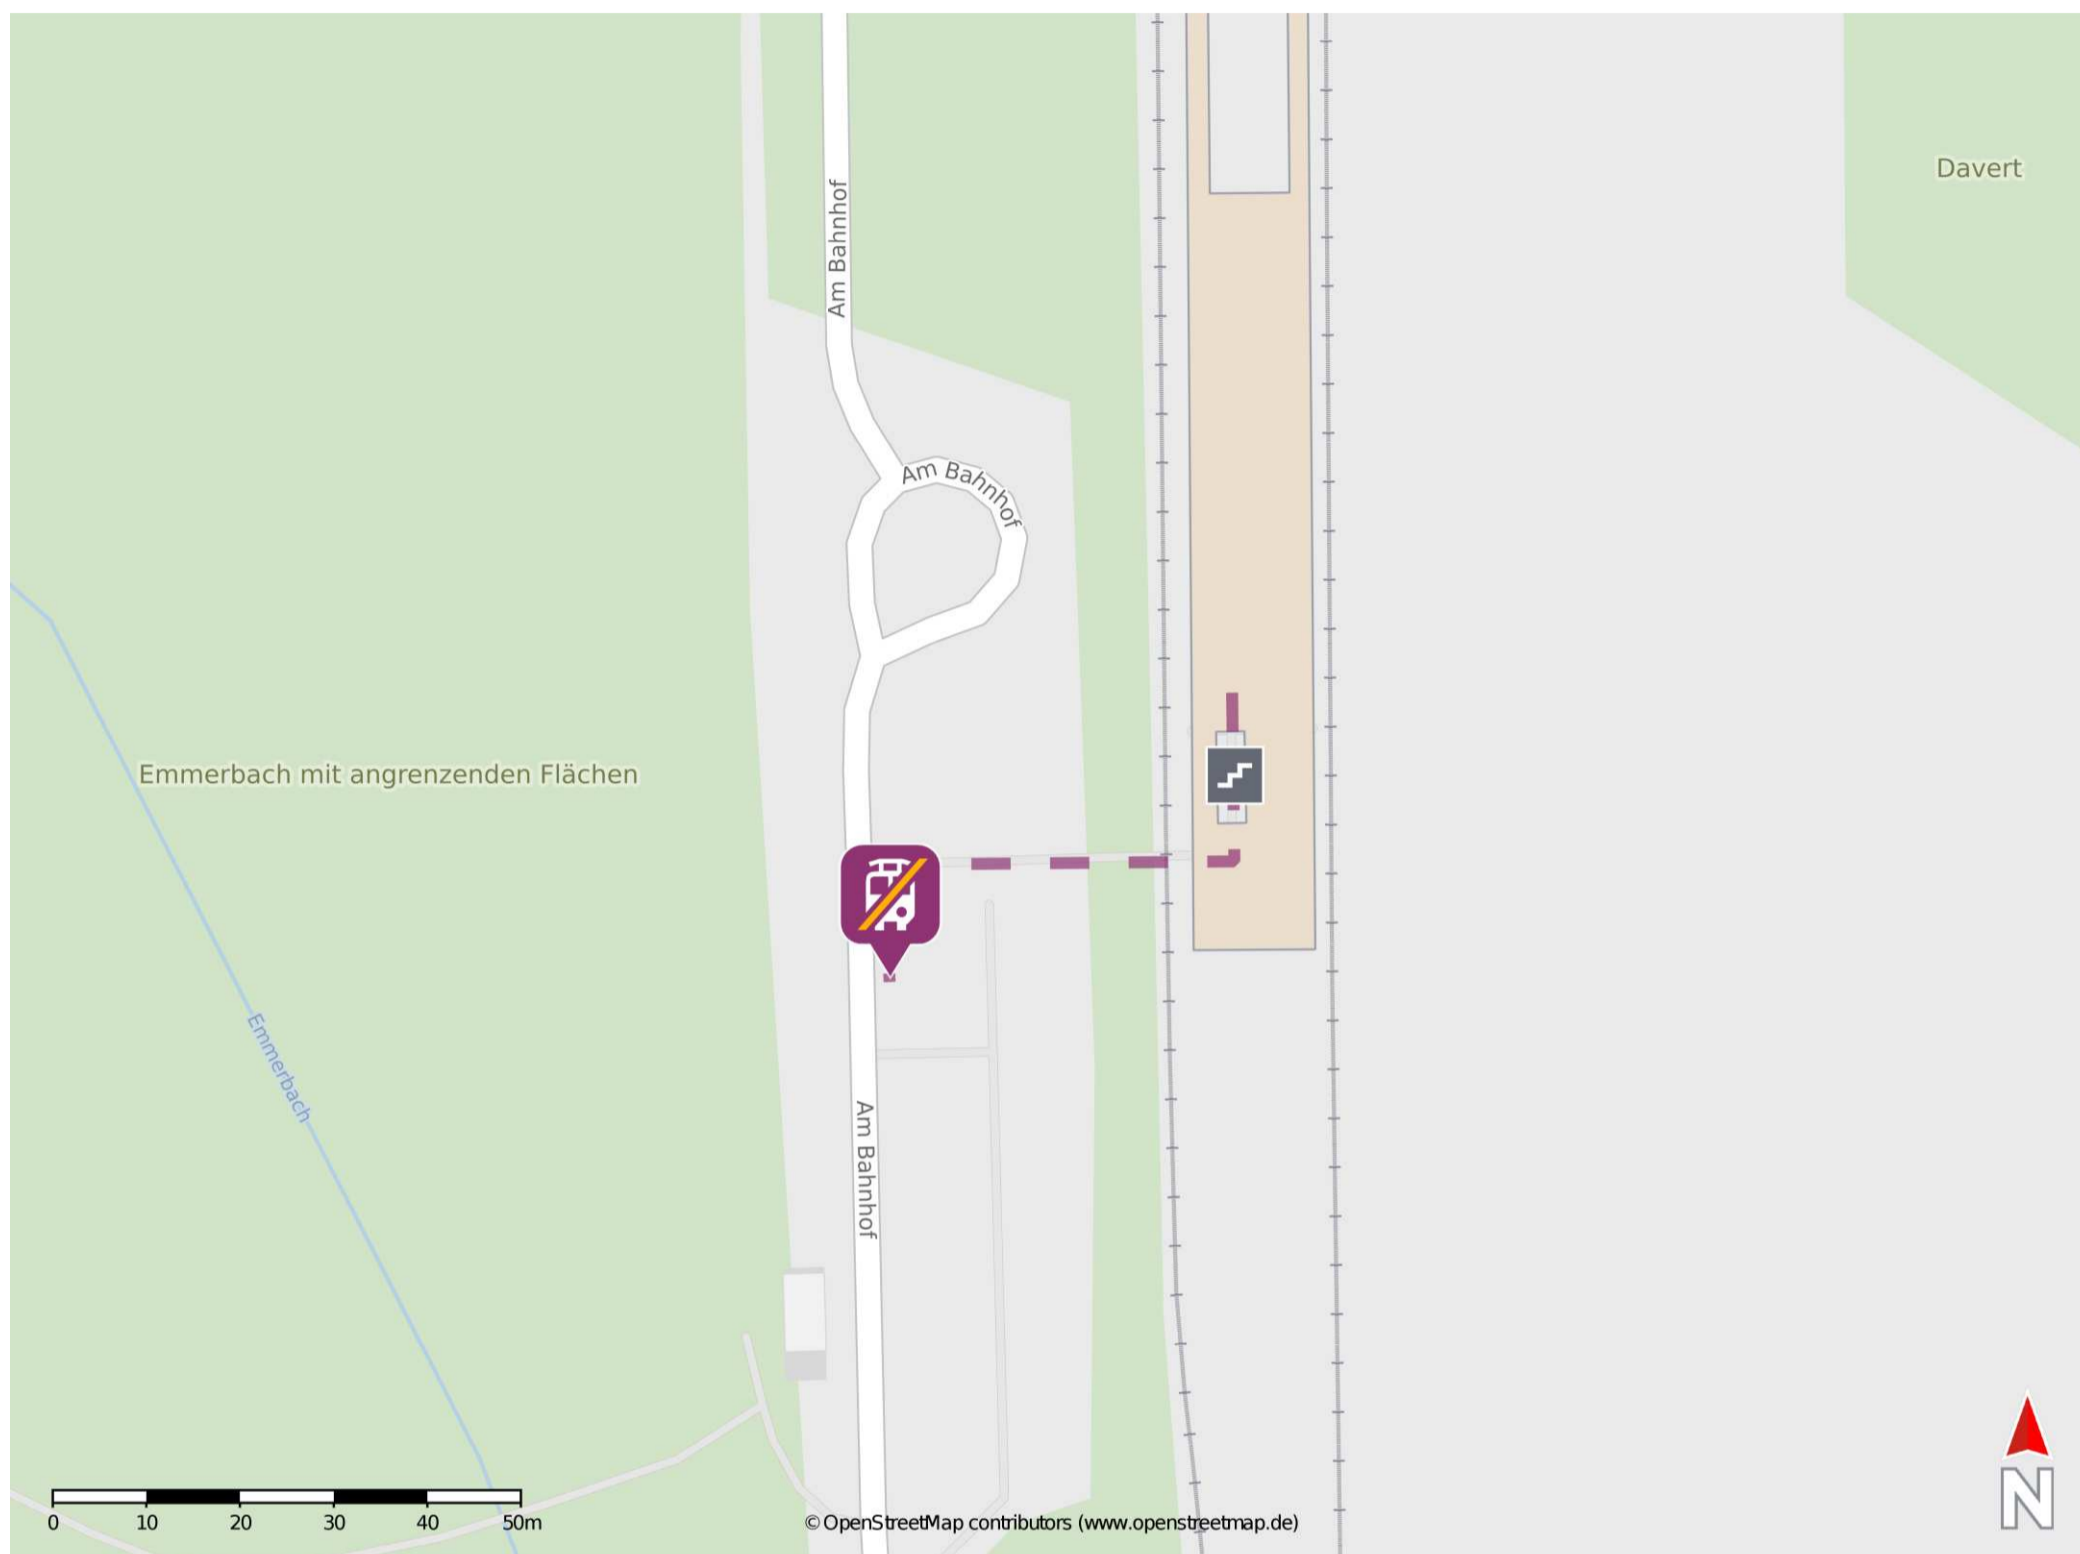 Davert
Am Bahnhof
Am Bahnhof
Emmerbach mit angrenzenden Flächen
Emmerbach
Am Bahnhof
0 10 20 30 40 50m
© OpenStreetMap contributors (www.openstreetmap.de)
N